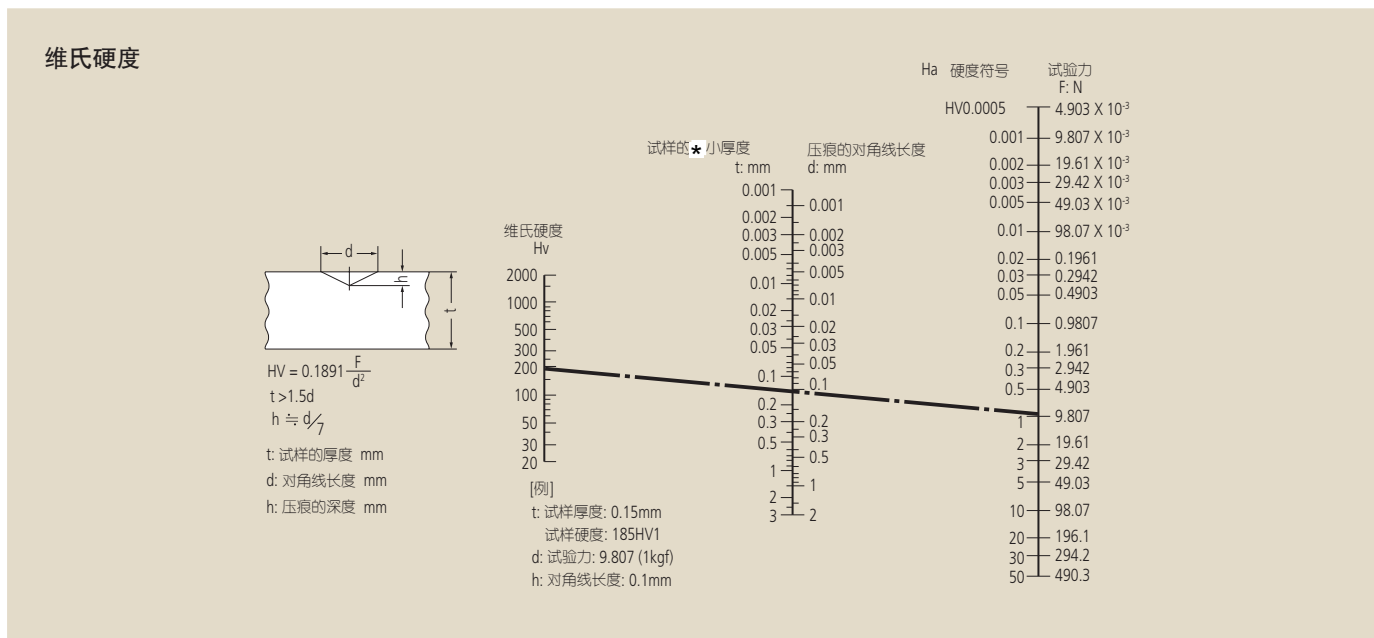 维氏硬度
Ha 硬度符号
试验力
F: N
HV0.0005 4.903 X 10⁻³
0.001 9.807 X 10⁻³
0.002 19.61 X 10⁻³
0.003 29.42 X 10⁻³
0.005 49.03 X 10⁻³
0.01 98.07 X 10⁻³
0.02 0.1961
0.03 0.2942
0.05 0.4903
0.1 0.9807
0.2 1.961
0.3 2.942
0.5 4.903
1 9.807
2 19.61
3 29.42
5 49.03
10 98.07
20 196.1
30 294.2
50 490.3
试样的*小厚度
t: mm
0.001
0.002
0.003
0.005
0.01
0.02
0.03
0.05
0.1
0.2
0.3
0.5
1
2
3
压痕的对角线长度
d: mm
0.001
0.002
0.003
0.005
0.01
0.02
0.03
0.05
0.1
0.2
0.3
0.5
1
2
维氏硬度
Hv
2000
1000
500
300
200
100
50
30
20
d
h
t
HV = 0.1891 F/d²
t >1.5d
h ≒ d/7
t: 试样的厚度 mm
d: 对角线长度 mm
h: 压痕的深度 mm
[例]
t: 试样厚度: 0.15mm
试样硬度: 185HV1
d: 试验力: 9.807 (1kgf)
h: 对角线长度: 0.1mm